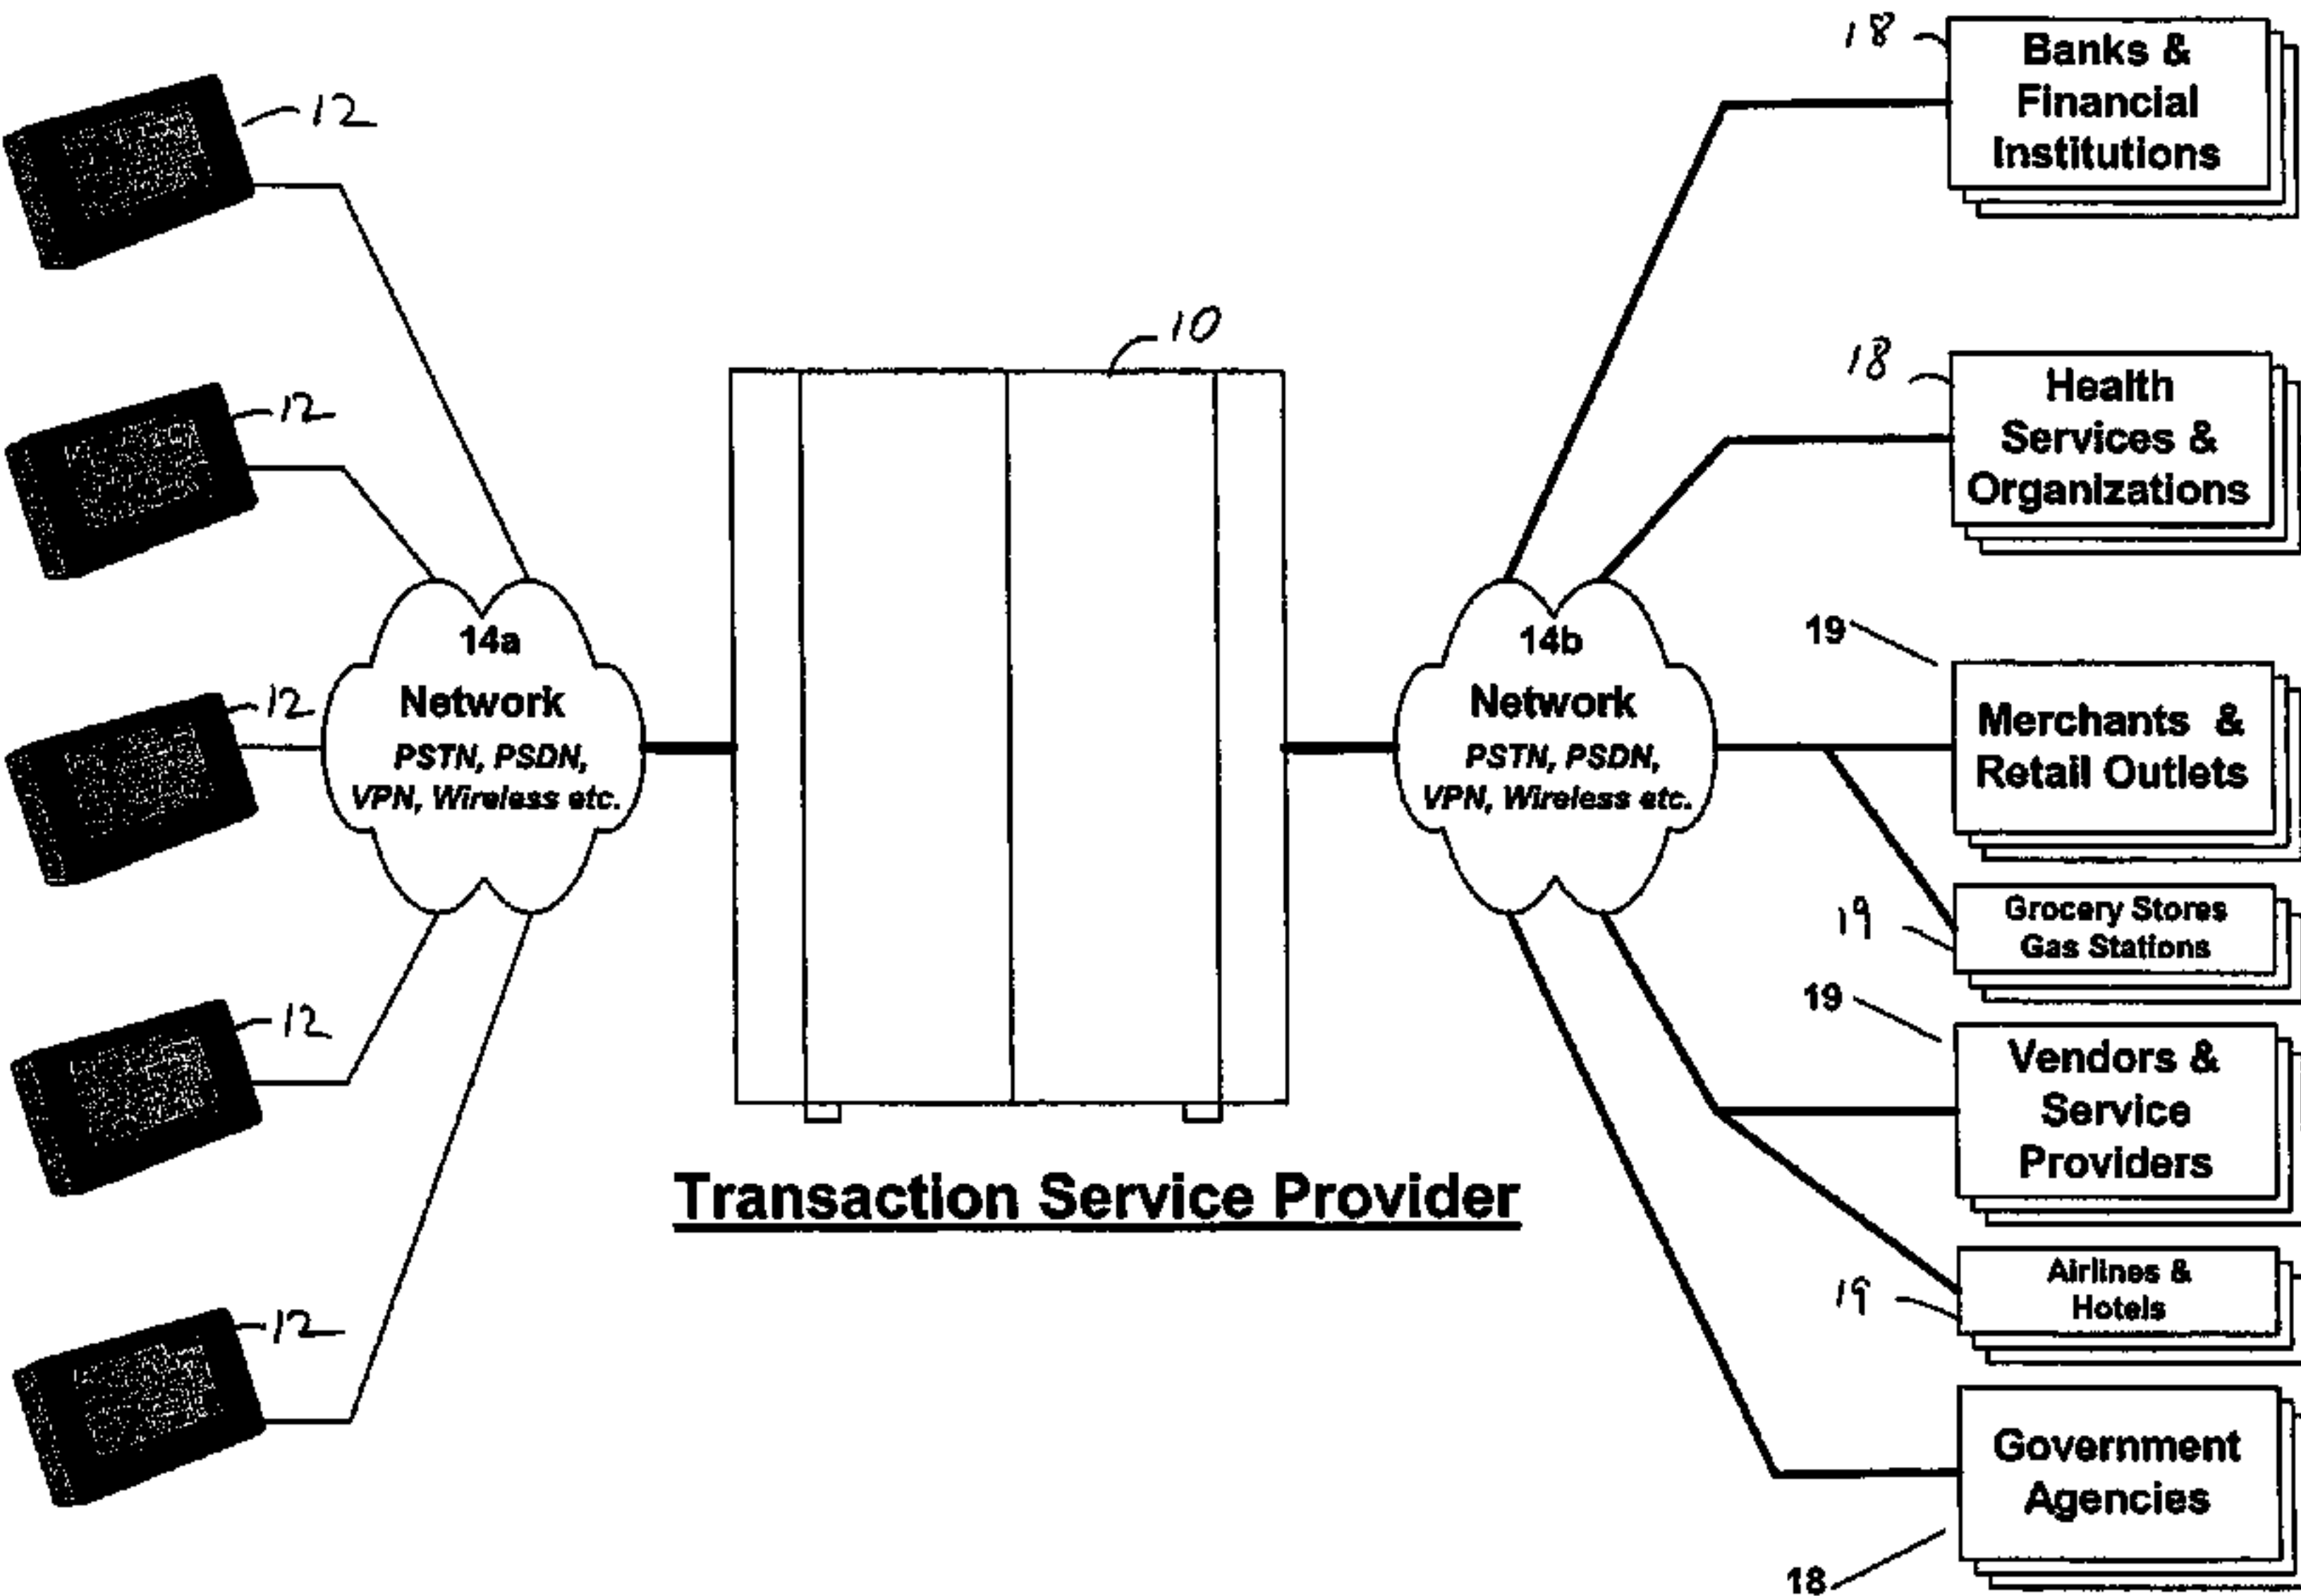 12
12
12
12
12
14a
Network
PSTN, PSDN,
VPN, Wireless etc.
10
Transaction Service Provider
14b
Network
PSTN, PSDN,
VPN, Wireless etc.
18
Banks &
Financial
Institutions
18
Health
Services &
Organizations
19
Merchants &
Retail Outlets
19
Grocery Stores
Gas Stations
19
Vendors &
Service
Providers
19
Airlines &
Hotels
Government
Agencies
18